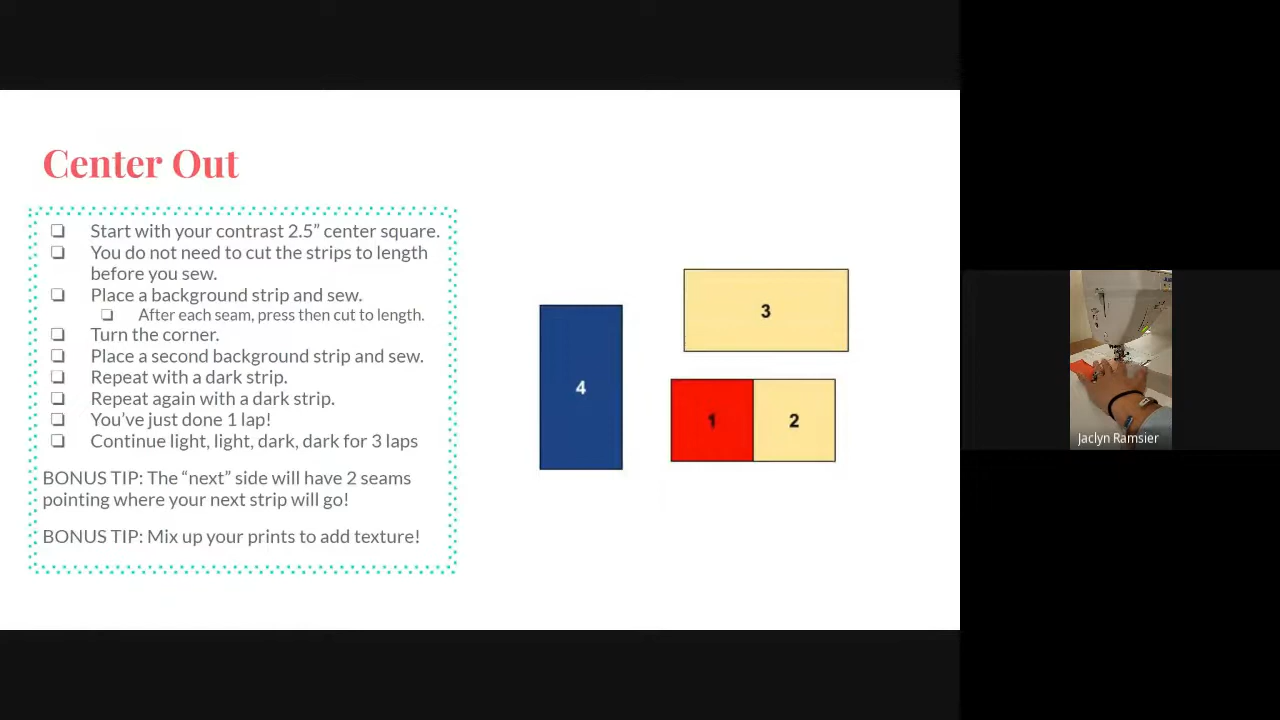 Center Out
❏ Start with your contrast 2.5” center square.
❏ You do not need to cut the strips to length
before you sew.
❏ Place a background strip and sew.
❏ After each seam, press then cut to length.
❏ Turn the corner.
❏ Place a second background strip and sew.
❏ Repeat with a dark strip.
❏ Repeat again with a dark strip.
❏ You’ve just done 1 lap!
❏ Continue light, light, dark, dark for 3 laps
BONUS TIP: The “next” side will have 2 seams
pointing where your next strip will go!
BONUS TIP: Mix up your prints to add texture!
3
4
1 2
Jaclyn Ramsier